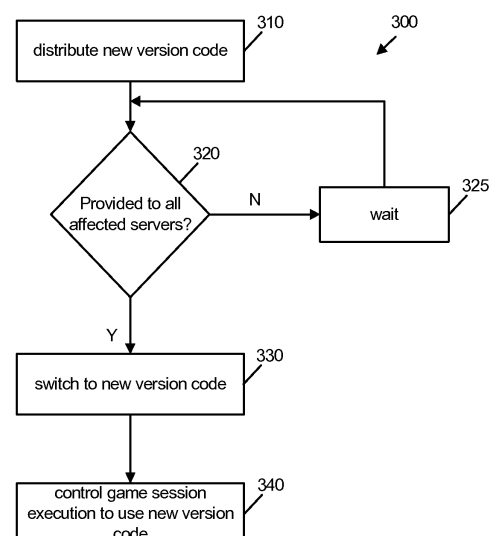 310
300
distribute new version code
320
Provided to all
affected servers?
N
325
wait
Y
330
switch to new version code
340
control game session
execution to use new version
code